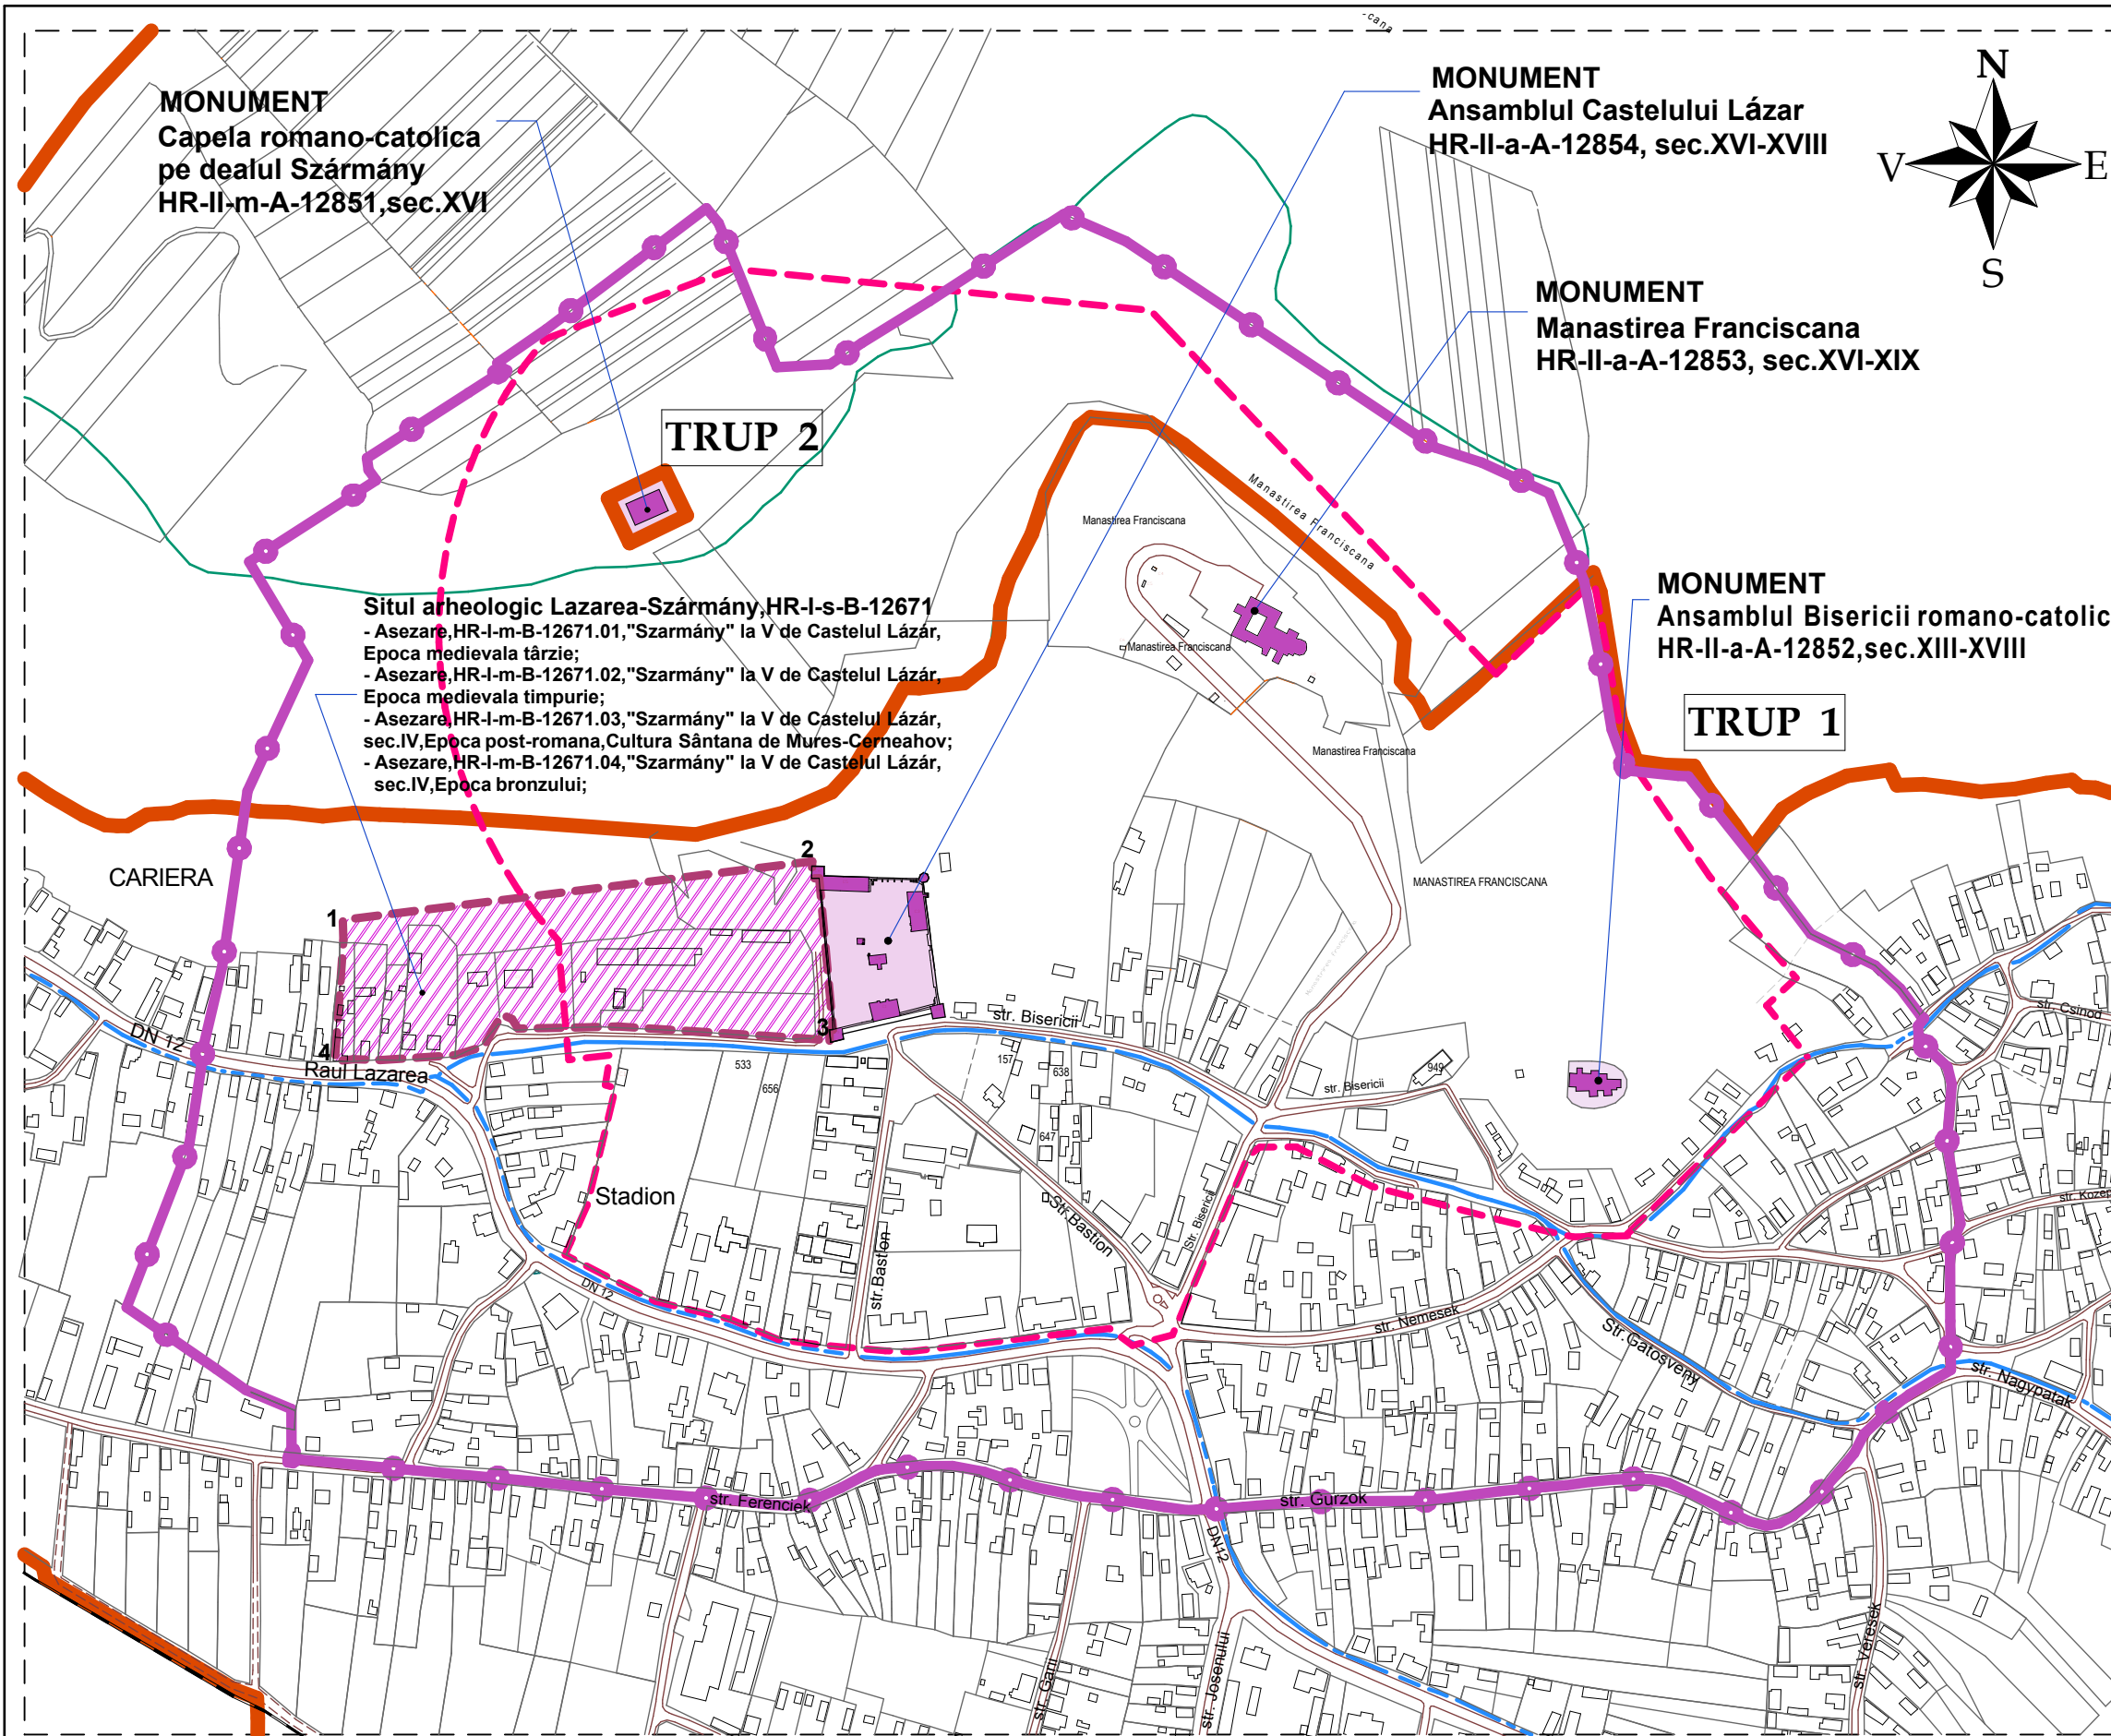 cana
MONUMENT
Capela romano-catolica
pe dealul Szármány
HR-II-m-A-12851,sec.XVI
MONUMENT
Ansamblul Castelului Lázar
HR-II-a-A-12854, sec.XVI-XVIII
N
V
E
S
MONUMENT
Manastirea Franciscana
HR-II-a-A-12853, sec.XVI-XIX
TRUP 2
Manastirea Franciscana
Manastirea Franciscana
Manastirea Franciscana
Manastirea Franciscana
MONUMENT
Ansamblul Bisericii romano-catolic
HR-II-a-A-12852,sec.XIII-XVIII
TRUP 1
Situl arheologic Lazarea-Szármány,HR-I-s-B-12671
- Asezare,HR-I-m-B-12671.01,"Szarmány" la V de Castelul Lázár,
Epoca medievala târzie;
- Asezare,HR-I-m-B-12671.02,"Szarmány" la V de Castelul Lázár,
Epoca medievala timpurie;
- Asezare,HR-I-m-B-12671.03,"Szarmány" la V de Castelul Lázár,
sec.IV,Epoca post-romana,Cultura Sântana de Mures-Cerneahov;
- Asezare,HR-I-m-B-12671.04,"Szarmány" la V de Castelul Lázár,
sec.IV,Epoca bronzului;
CARIERA
MANASTIREA FRANCISCANA
1
2
3
4
DN 12
Raul Lazarea
str. Bisericii
533
656
157
638
647
949
str. Bisericii
str. Csinod
Stadion
Str.Bastion
Str. Bisericii
str.Bastion
DN 12
str. Nemesek
Str.Gatosveny
str. Kozep
str. Nagypatak
str. Ferenciek
str. Gurzok
DN12
str. Garii
str. Josenului
str. Veresek